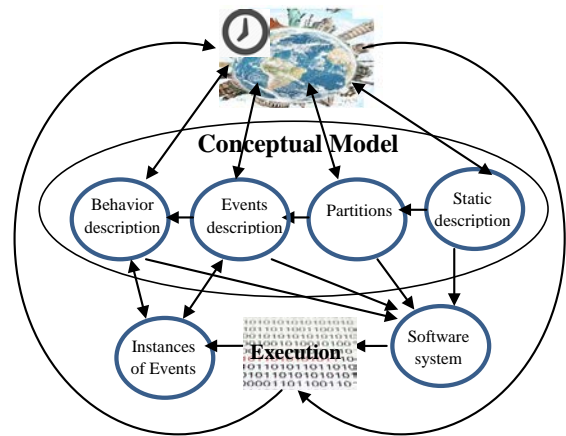 Conceptual Model
Behavior
description
Events
description
Partitions
Static
description
Instances
of Events
Execution
Software
system